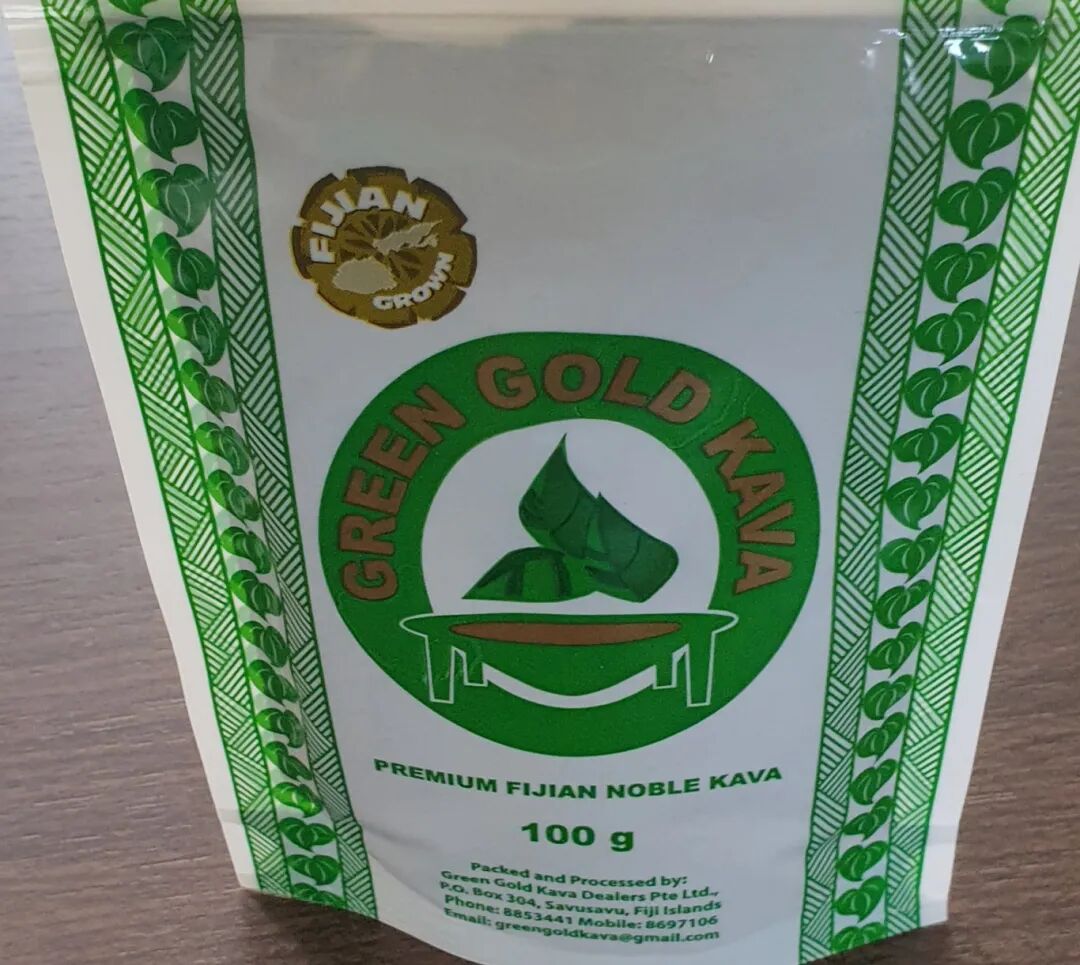 FIJIAN
GROWN
GREEN GOLD KAVA
PREMIUM FIJIAN NOBLE KAVA
100 g
Packed and Processed by:
Green Gold Kava Dealers Pte Ltd.,
P.O. Box 304, Savusavu, Fiji Islands
Phone: 8853441 Mobile: 8697106
Email: greengoldkava@gmail.com